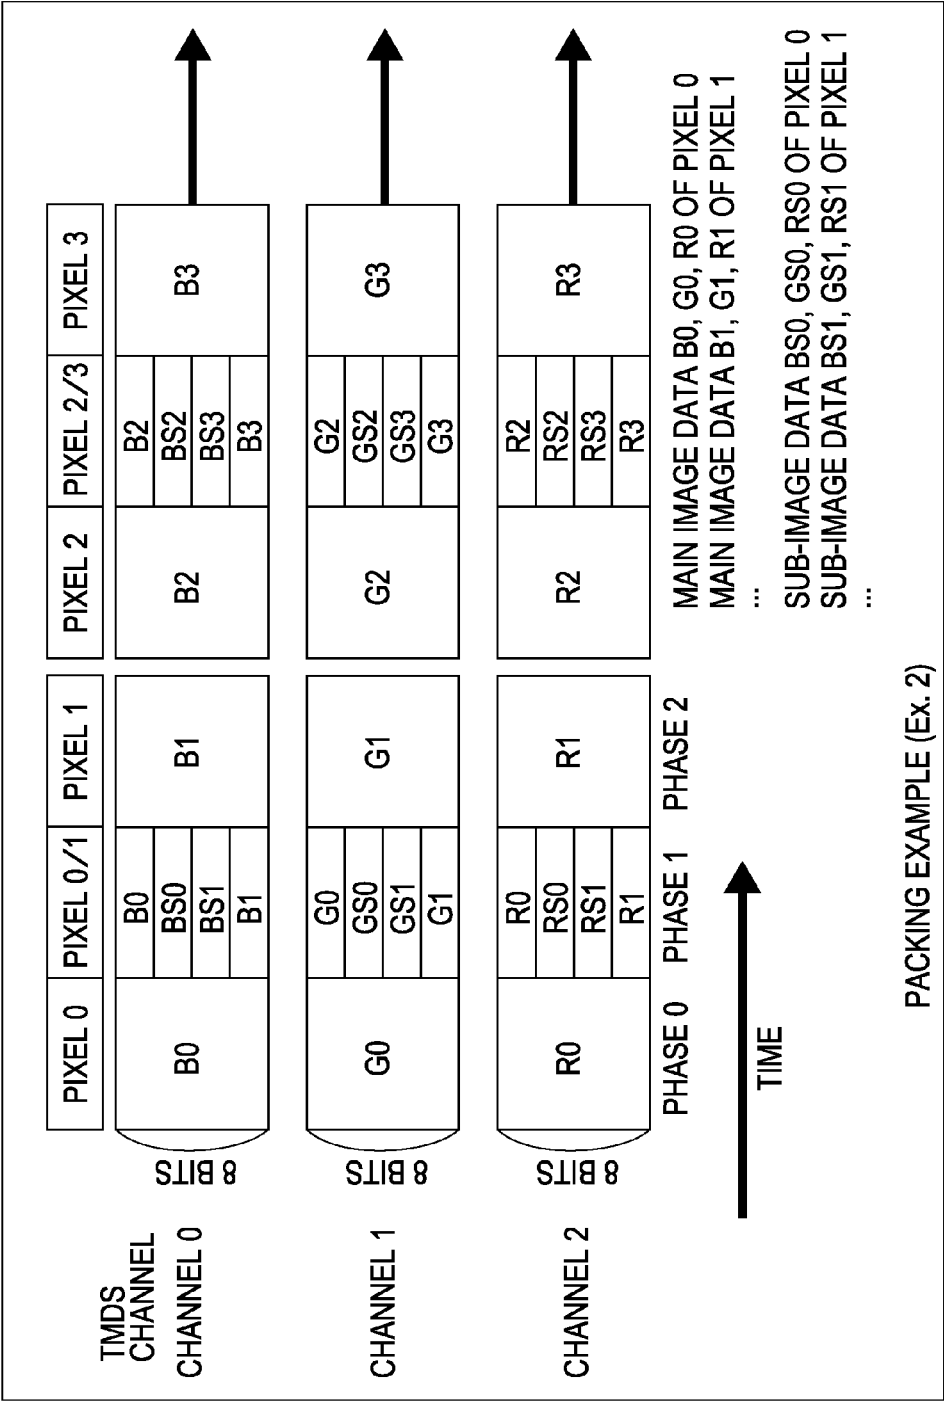 TMDS
CHANNEL
PIXEL 0
PIXEL 0/1
PIXEL 1
PIXEL 2
PIXEL 2/3
PIXEL 3
CHANNEL 0
8 BITS
B0
B0
BS0
BS1
B1
B1
B2
B2
BS2
BS3
B3
B3
CHANNEL 1
8 BITS
G0
G0
GS0
GS1
G1
G1
G2
G2
GS2
GS3
G3
G3
CHANNEL 2
8 BITS
R0
R0
RS0
RS1
R1
R1
R2
R2
RS2
RS3
R3
R3
PHASE 0
PHASE 1
PHASE 2
TIME
MAIN IMAGE DATA B0, G0, R0 OF PIXEL 0
MAIN IMAGE DATA B1, G1, R1 OF PIXEL 1
...
SUB-IMAGE DATA BS0, GS0, RS0 OF PIXEL 0
SUB-IMAGE DATA BS1, GS1, RS1 OF PIXEL 1
...
PACKING EXAMPLE (Ex. 2)